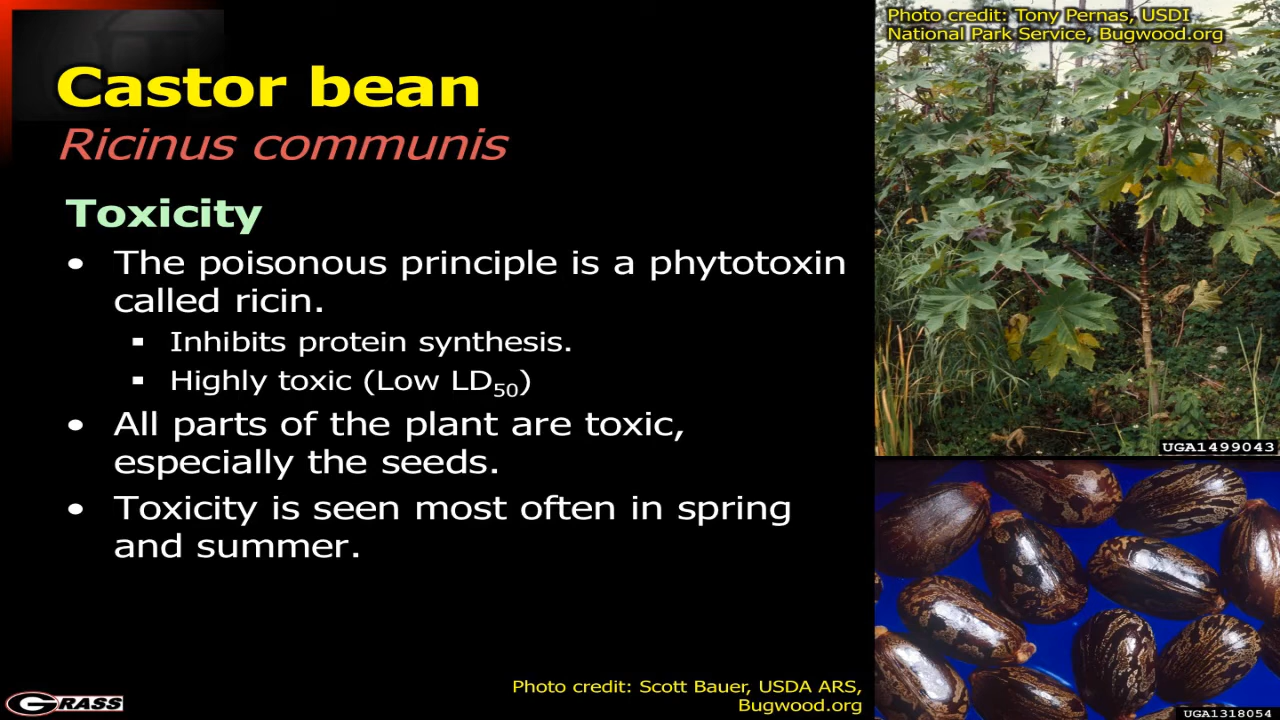 Photo credit: Tony Pernas, USDI
National Park Service, Bugwood.org
Castor bean
Ricinus communis
Toxicity
• The poisonous principle is a phytotoxin
called ricin.
▪ Inhibits protein synthesis.
▪ Highly toxic (Low LD50)
• All parts of the plant are toxic,
especially the seeds.
• Toxicity is seen most often in spring
and summer.
UGA1499043
Photo credit: Scott Bauer, USDA ARS,
Bugwood.org
GRASS
UGA1318054